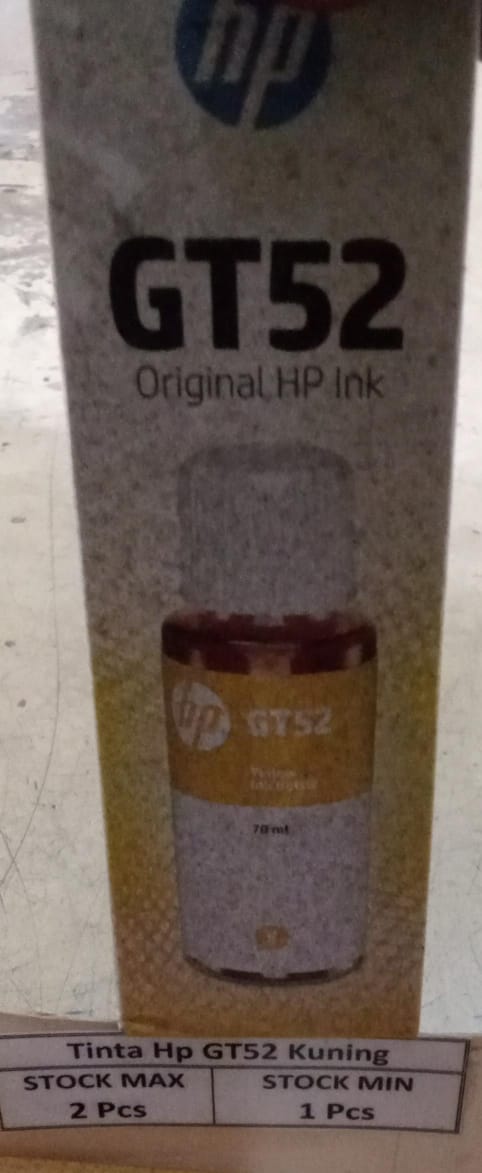 hp
GT52
Original HP Ink
hp GT52
70 ml
Tinta Hp GT52 Kuning
STOCK MAX STOCK MIN
2 Pcs 1 Pcs